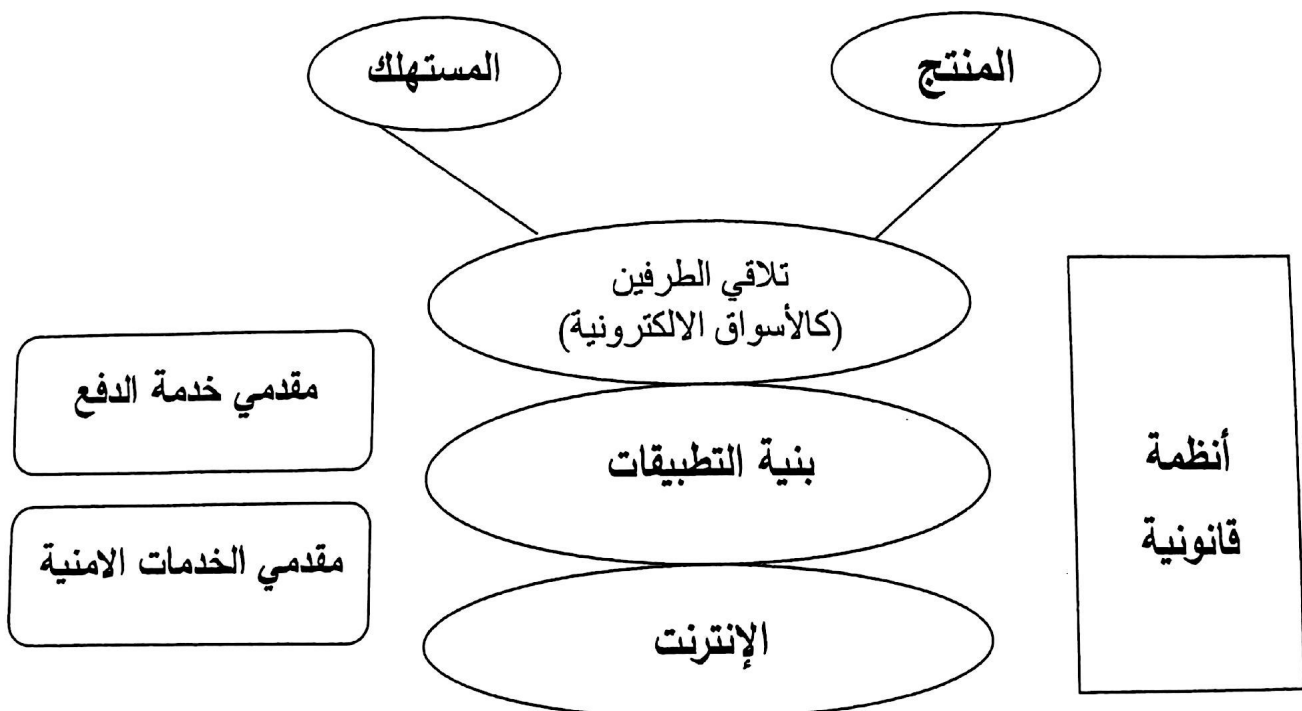 المنتج
المستهلك
تلاقي الطرفين
(كالأسواق الالكترونية)
مقدمي خدمة الدفع
بنية التطبيقات
أنظمة
قانونية
مقدمي الخدمات الامنية
الإنترنت